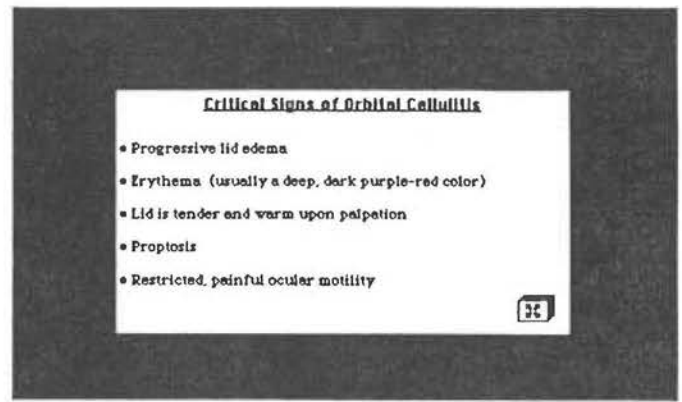 Critical Signs of Orbital Cellulitis
• Progressive lid edema
• Erythema (usually a deep, dark purple-red color)
• Lid is tender and warm upon palpation
• Proptosis
• Restricted, painful ocular motility